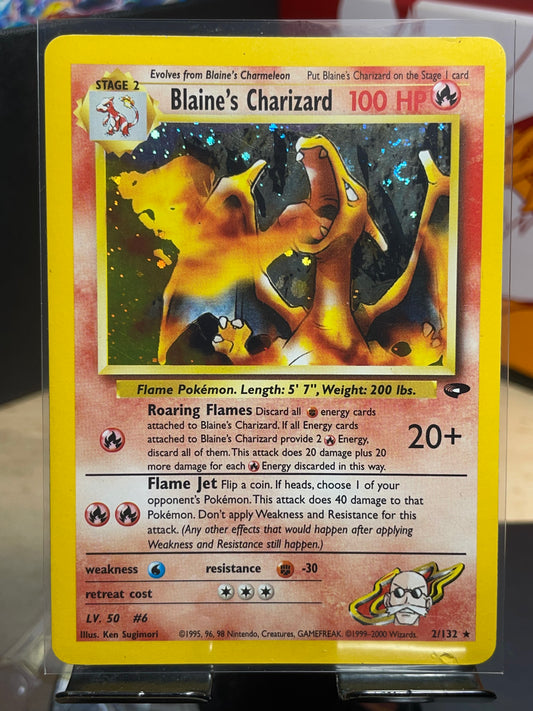 Evolves from Blaine's Charmeleon Put Blaine's Charizard on the Stage 1 card
STAGE 2
Blaine's Charizard 100 HP
Flame Pokémon. Length: 5' 7", Weight: 200 lbs.
Roaring Flames Discard all energy cards
attached to Blaine's Charizard. If all Energy cards
attached to Blaine's Charizard provide 2 Energy,
discard all of them. This attack does 20 damage plus 20
more damage for each Energy discarded in this way.
20+
Flame Jet Flip a coin. If heads, choose 1 of your
opponent's Pokémon. This attack does 40 damage to that
Pokémon. Don't apply Weakness and Resistance for this
attack. (Any other effects that would happen after applying
Weakness and Resistance still happen.)
weakness resistance -30
retreat cost
LV. 50 #6
Illus. Ken Sugimori ©1995, 96, 98 Nintendo, Creatures, GAMEFREAK. ©1999-2000 Wizards. 2/132 ★